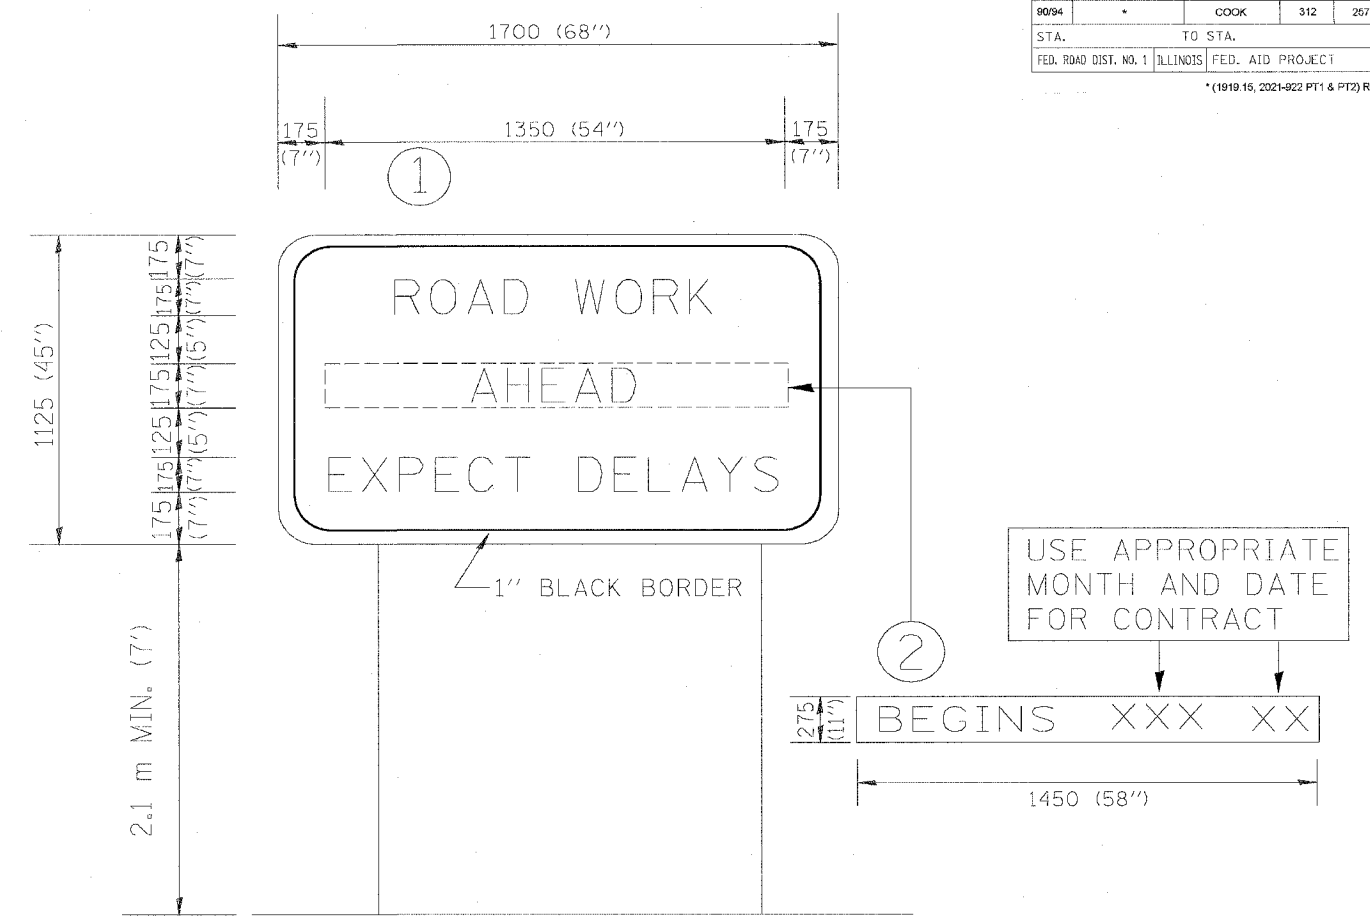 90/94 * COOK 312 257
STA. TO STA.
FED. ROAD DIST. NO. 1 ILLINOIS FED. AID PROJECT
* (1919.15, 2021-922 PT1 & PT2) R
1700 (68'')
175 (7'')
1350 (54'')
175 (7'')
1
1125 (45'')
175 (7'')
175 (7'')
125 (5'')
175 (7'')
125 (5'')
175 (7'')
175 (7'')
ROAD WORK
AHEAD
EXPECT DELAYS
1'' BLACK BORDER
2.1 m MIN. (7')
2
USE APPROPRIATE
MONTH AND DATE
FOR CONTRACT
275 (11'')
BEGINS XXX XX
1450 (58'')